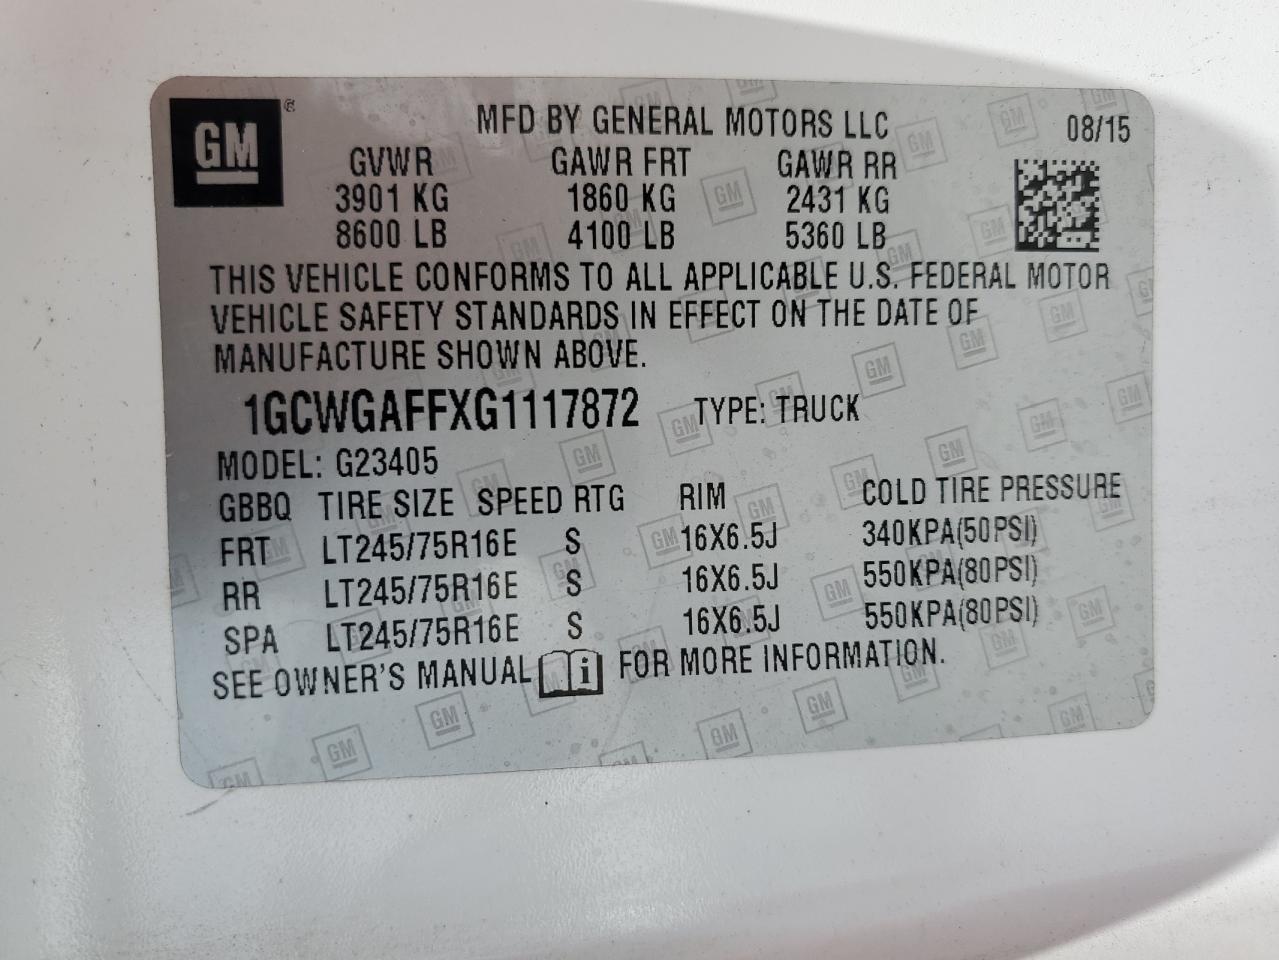 GM ®
MFD BY GENERAL MOTORS LLC 08/15
GVWR GAWR FRT GAWR RR
3901 KG 1860 KG 2431 KG
8600 LB 4100 LB 5360 LB
THIS VEHICLE CONFORMS TO ALL APPLICABLE U.S. FEDERAL MOTOR
VEHICLE SAFETY STANDARDS IN EFFECT ON THE DATE OF
MANUFACTURE SHOWN ABOVE.
1GCWGAFFXG1117872 TYPE: TRUCK
MODEL: G23405
GBBQ TIRE SIZE SPEED RTG RIM COLD TIRE PRESSURE
FRT LT245/75R16E S 16X6.5J 340KPA(50PSI)
RR LT245/75R16E S 16X6.5J 550KPA(80PSI)
SPA LT245/75R16E S 16X6.5J 550KPA(80PSI)
SEE OWNER'S MANUAL i FOR MORE INFORMATION.